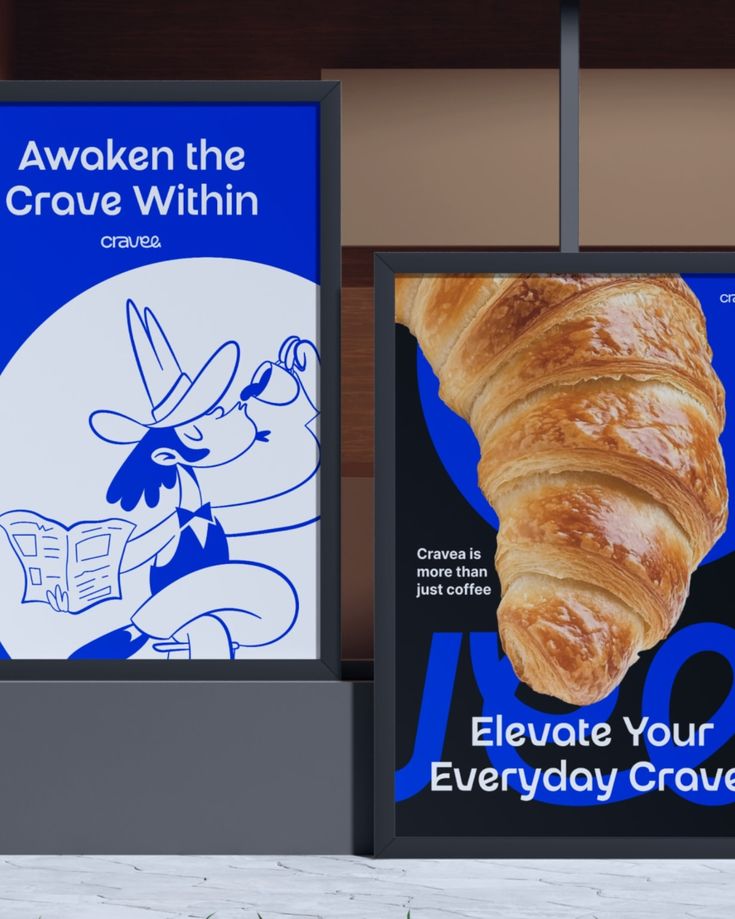 Awaken the
Crave Within
cravea
Cravea is
more than
just coffee
Elevate Your
Everyday Crave